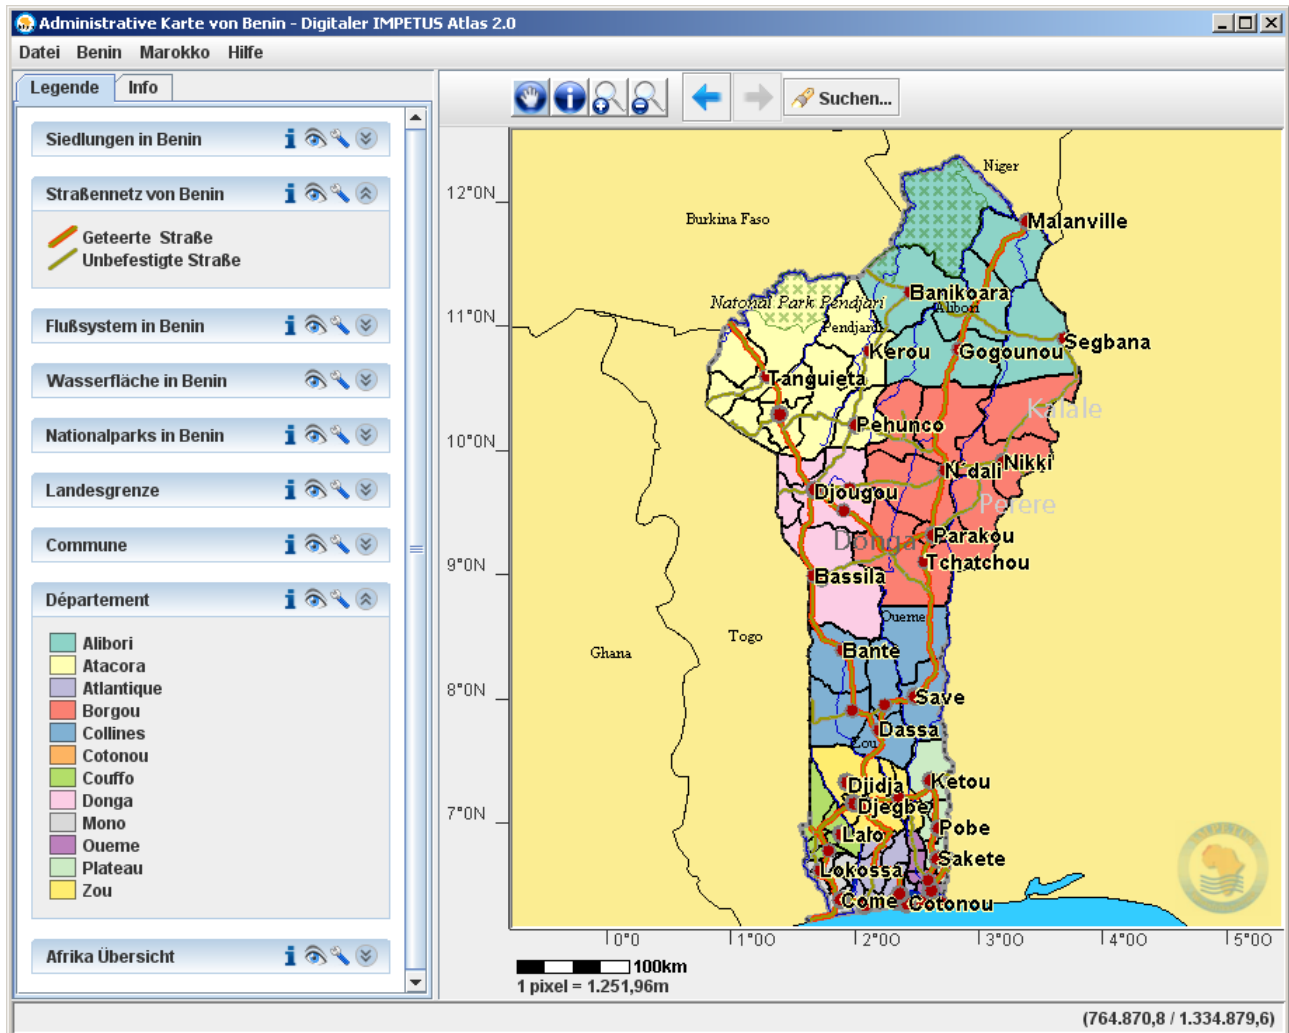 Administrative Karte von Benin - Digitaler IMPETUS Atlas 2.0
Datei Benin Marokko Hilfe
Legende Info
Suchen...
Siedlungen in Benin
Straßennetz von Benin
Geteerte Straße
Unbefestigte Straße
Flußsystem in Benin
Wasserfläche in Benin
Nationalparks in Benin
Landesgrenze
Commune
Département
Alibori
Atacora
Atlantique
Borgou
Collines
Cotonou
Couffo
Donga
Mono
Oueme
Plateau
Zou
Afrika Übersicht
12°0N
11°0N
10°0N
9°0N
8°0N
7°0N
Niger
Burkina Faso
Malanville
Banikoara
Alibori
Natonal Park Pendjari
Pendjari
Kerou
Gogounou
Segbana
Tanguieta
Kalale
Pehunco
N'dali
Nikki
Djougou
Perere
Donga
Parakou
Tchatchou
Bassila
Oueme
Togo
Ghana
Bante
Save
Dassa
Zou
Djidja
Ketou
Djegbe
Lalo
Pobe
Sakete
Lokossa
Come
Cotonou
IMPETUS
0°0 1°00 2°00 3°00 4°00 5°00
100km
1 pixel = 1.251,96m
(764.870,8 / 1.334.879,6)